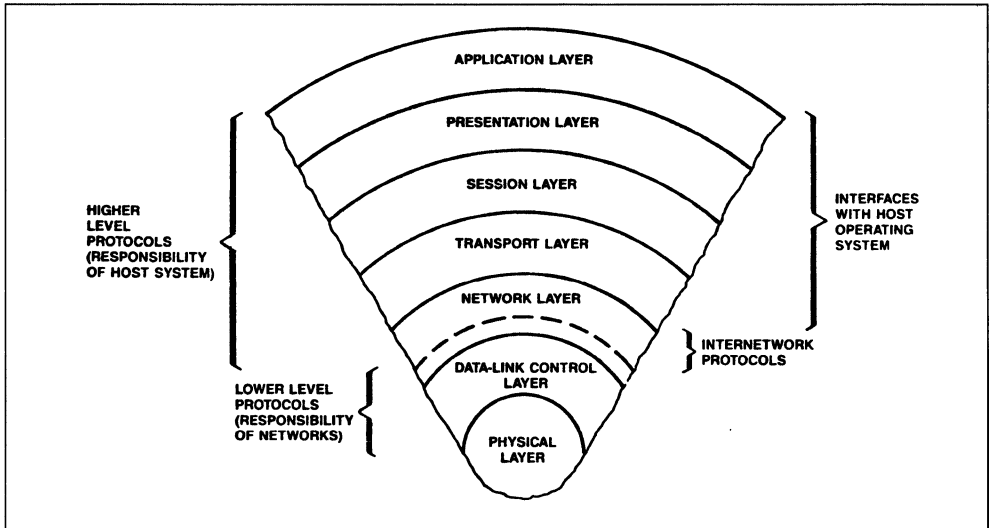 APPLICATION LAYER
PRESENTATION LAYER
SESSION LAYER
TRANSPORT LAYER
NETWORK LAYER
DATA-LINK CONTROL
LAYER
PHYSICAL
LAYER
HIGHER
LEVEL
PROTOCOLS
(RESPONSIBILITY
OF HOST SYSTEM)
LOWER LEVEL
PROTOCOLS
(RESPONSIBILITY
OF NETWORKS)
INTERFACES
WITH HOST
OPERATING
SYSTEM
INTERNETWORK
PROTOCOLS